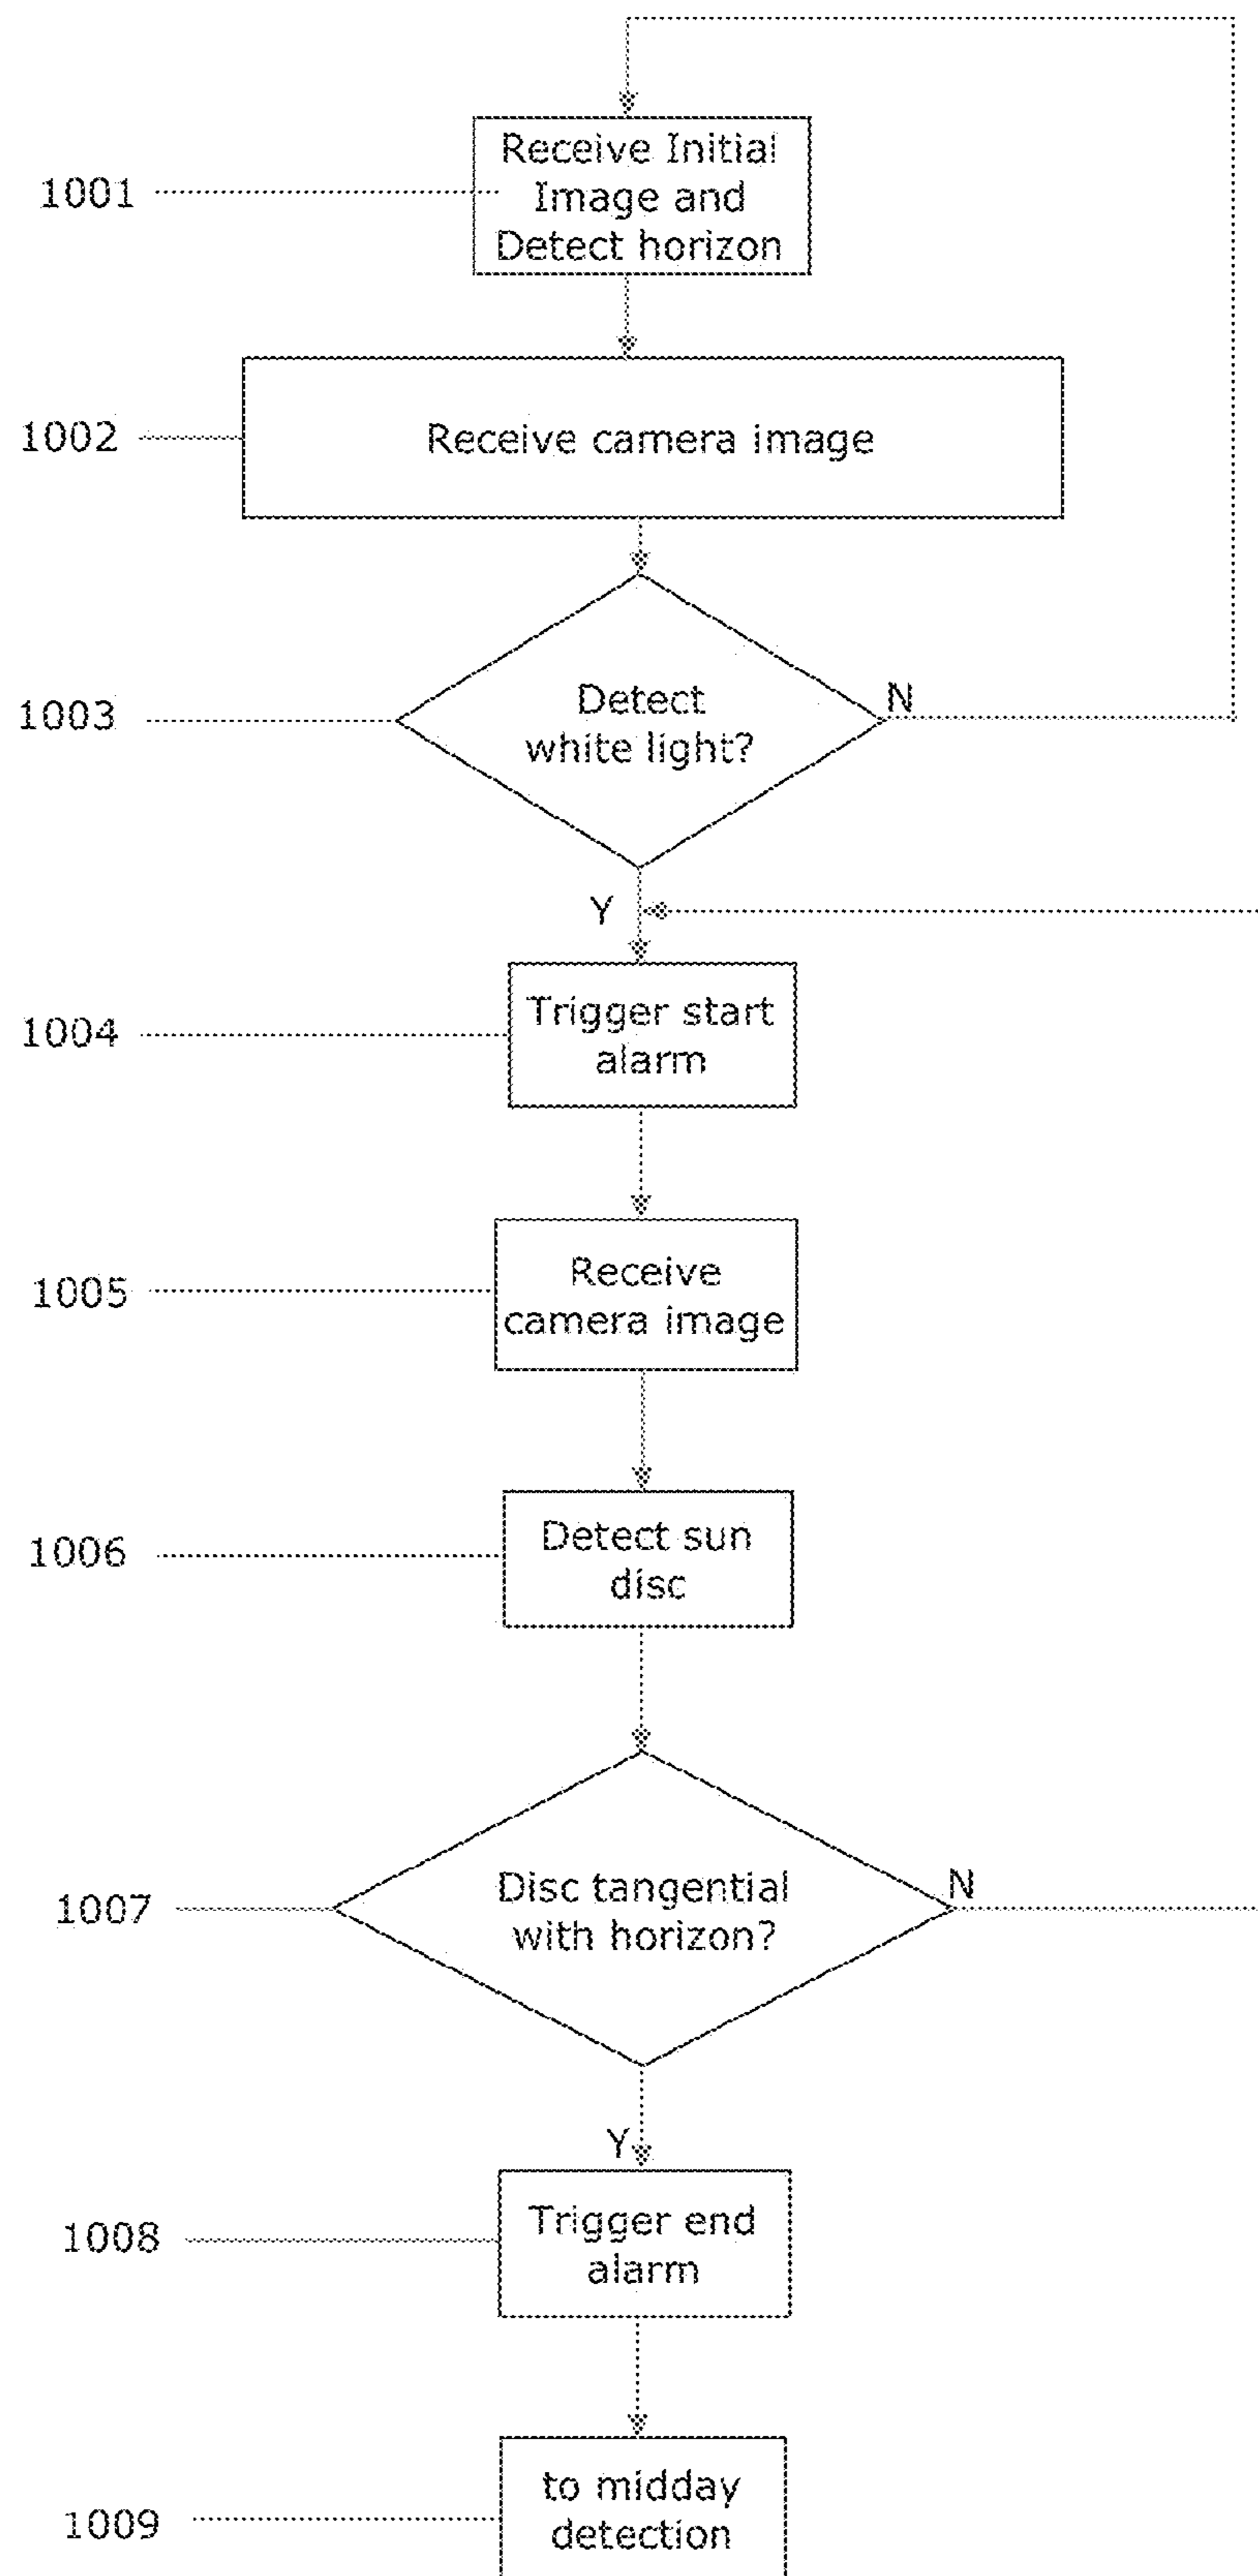 Receive Initial
1001
Image and
Detect horizon
1002
Receive camera image
1003
Detect
white light?
N
Y
1004
Trigger start
alarm
1005
Receive
camera image
1006
Detect sun
disc
1007
Disc tangential
with horizon?
N
Y
1008
Trigger end
alarm
1009
to midday
detection